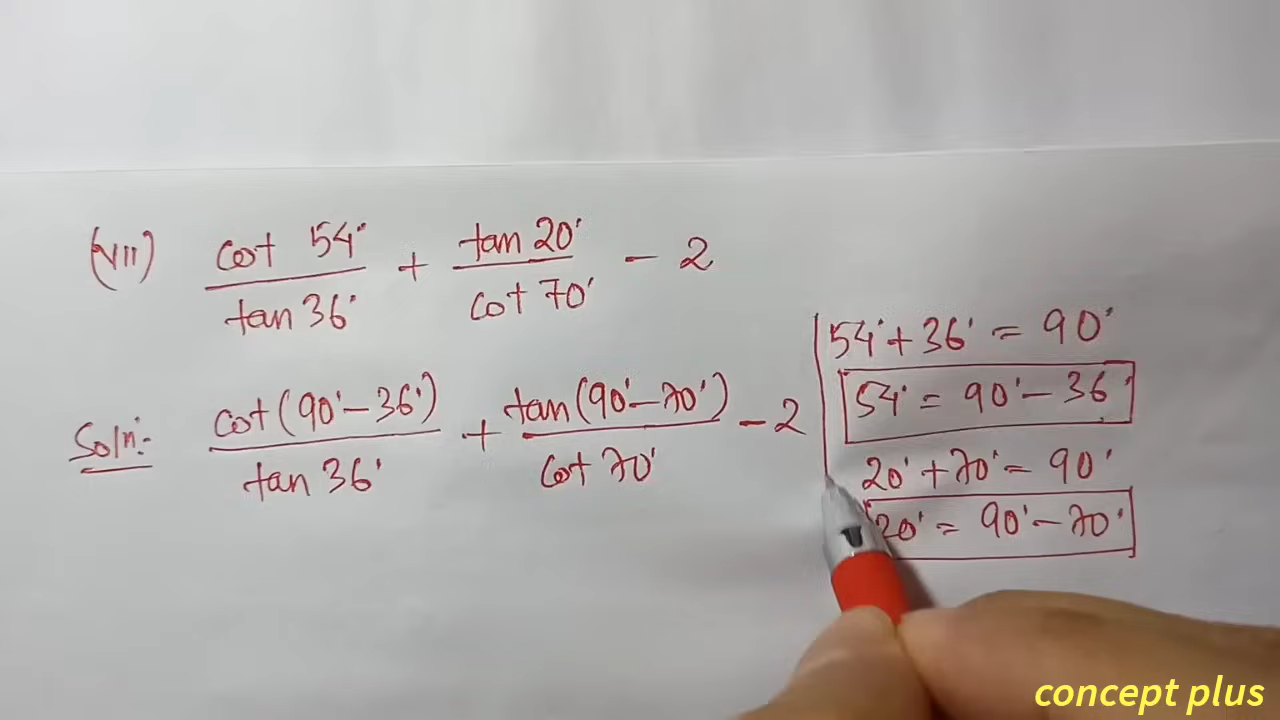 (VII) cot 54° / tan 36° + tan 20° / cot 70° - 2
Soln:- cot(90°-36°) / tan 36° + tan(90°-70°) / cot 70° - 2
54°+36° = 90°
54° = 90°-36°
20°+70° = 90°
20° = 90°-70°
concept plus